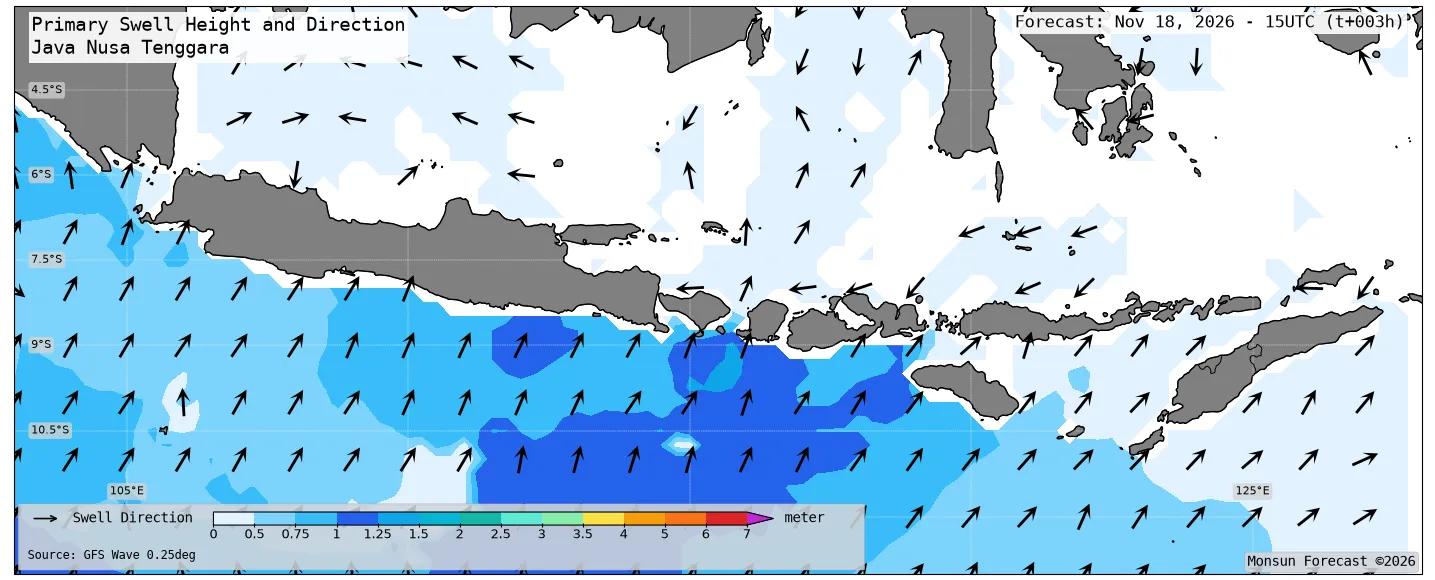 Primary Swell Height and Direction
Java Nusa Tenggara
Forecast: Nov 18, 2026 - 15UTC (t+003h)
4.5°S
6°S
7.5°S
9°S
10.5°S
105°E
125°E
Swell Direction
meter
0 0.5 0.75 1 1.25 1.5 2 2.5 3 3.5 4 5 6 7
Source: GFS Wave 0.25deg
Monsun Forecast ©2026